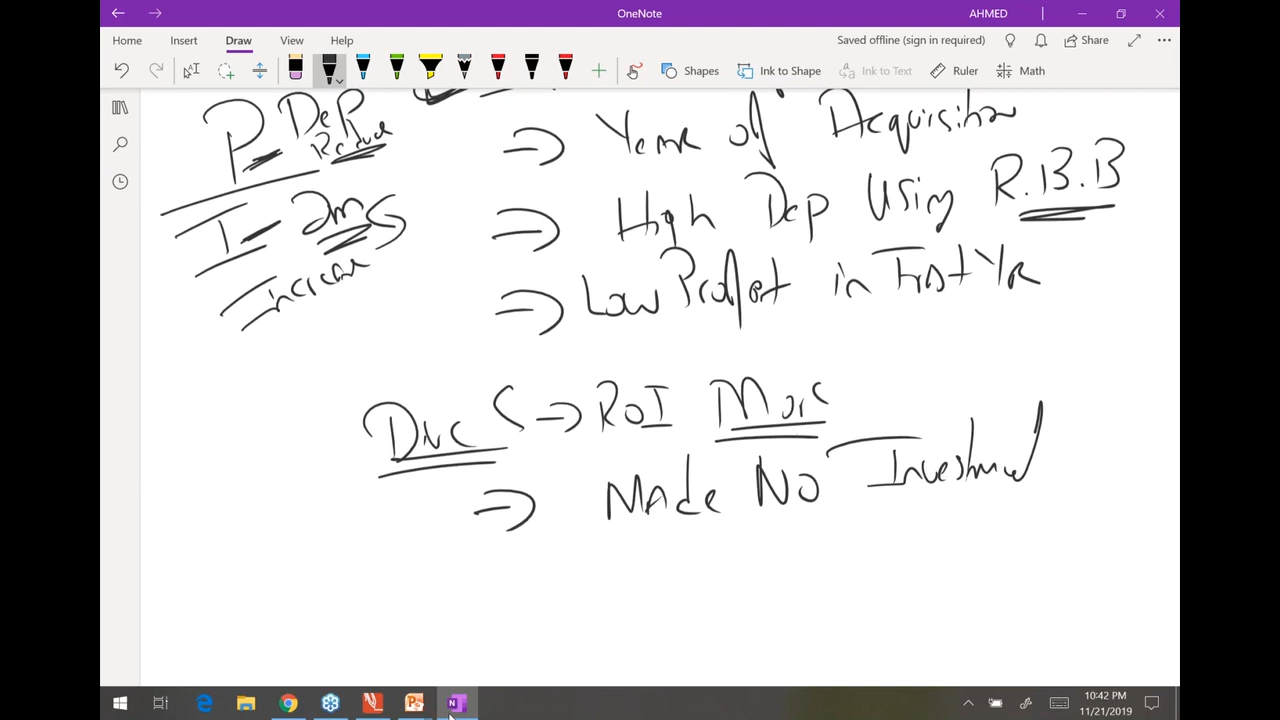 OneNote
AHMED
Home Insert Draw View Help
Saved offline (sign in required)
Share
Shapes
Ink to Shape
Ink to Text
Ruler
Math
P DeP
Reduce
I
Increase
⇒ Year of Acquisition
⇒ High Dep Using R.B.B
⇒ Low Profit in First Yr
⇒ ROI More
⇒ Made No Investment
10:42 PM
11/21/2019